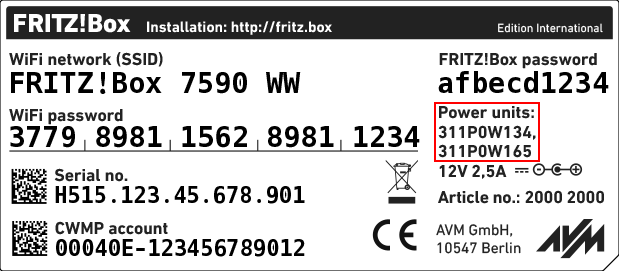 FRITZ!Box Installation: http://fritz.box Edition International
WiFi network (SSID)
FRITZ!Box 7590 WW
WiFi password
3779 8981 1562 8981 1234
Serial no.
H515.123.45.678.901
CWMP account
00040E-123456789012
FRITZ!Box password
afbecd1234
Power units:
311P0W134,
311P0W165
12V 2,5A
Article no.: 2000 2000
CE
AVM GmbH,
10547 Berlin
AVM